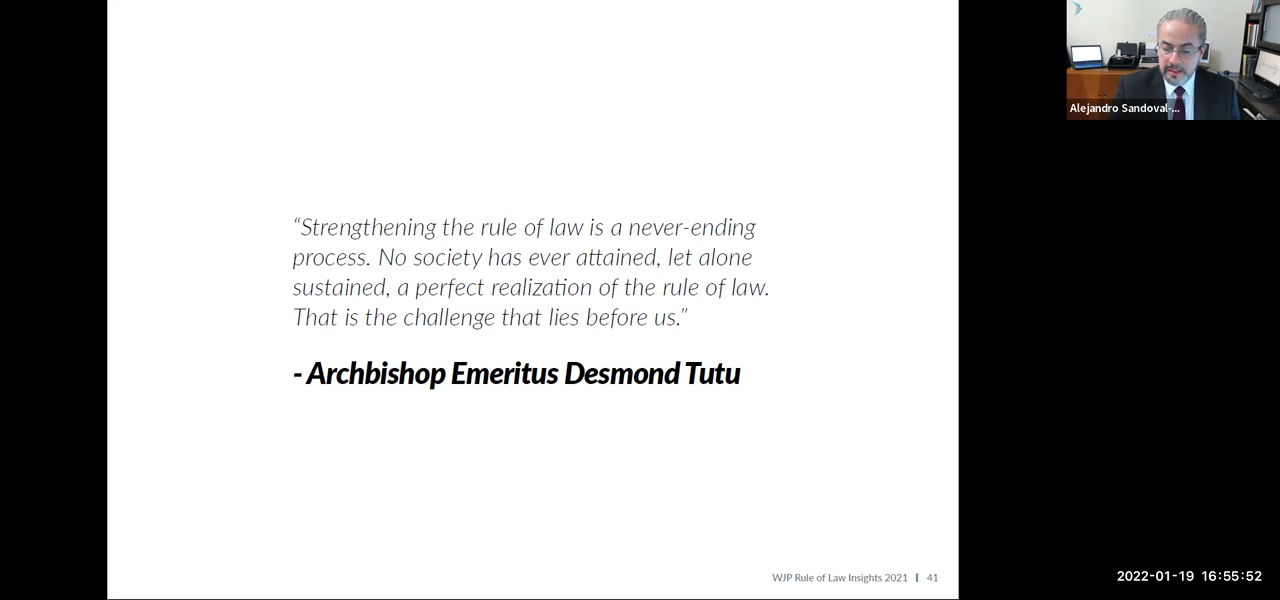 “Strengthening the rule of law is a never-ending
process. No society has ever attained, let alone
sustained, a perfect realization of the rule of law.
That is the challenge that lies before us.”
- Archbishop Emeritus Desmond Tutu
WJP Rule of Law Insights 2021 | 41
Alejandro Sandoval-...
2022-01-19 16:55:52